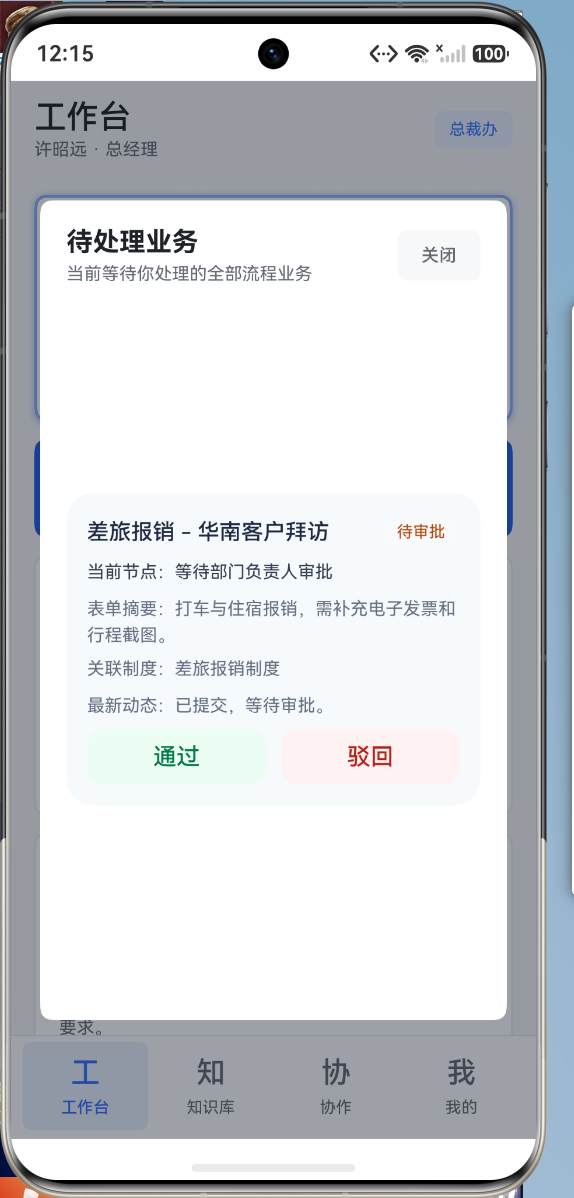 12:15
100
工作台
总裁办
许昭远 · 总经理
待处理业务
关闭
当前等待你处理的全部流程业务
差旅报销 - 华南客户拜访
待审批
当前节点：等待部门负责人审批
表单摘要：打车与住宿报销，需补充电子发票和
行程截图。
关联制度：差旅报销制度
最新动态：已提交，等待审批。
通过
驳回
要求。
工 知 协 我
工作台 知识库 协作 我的